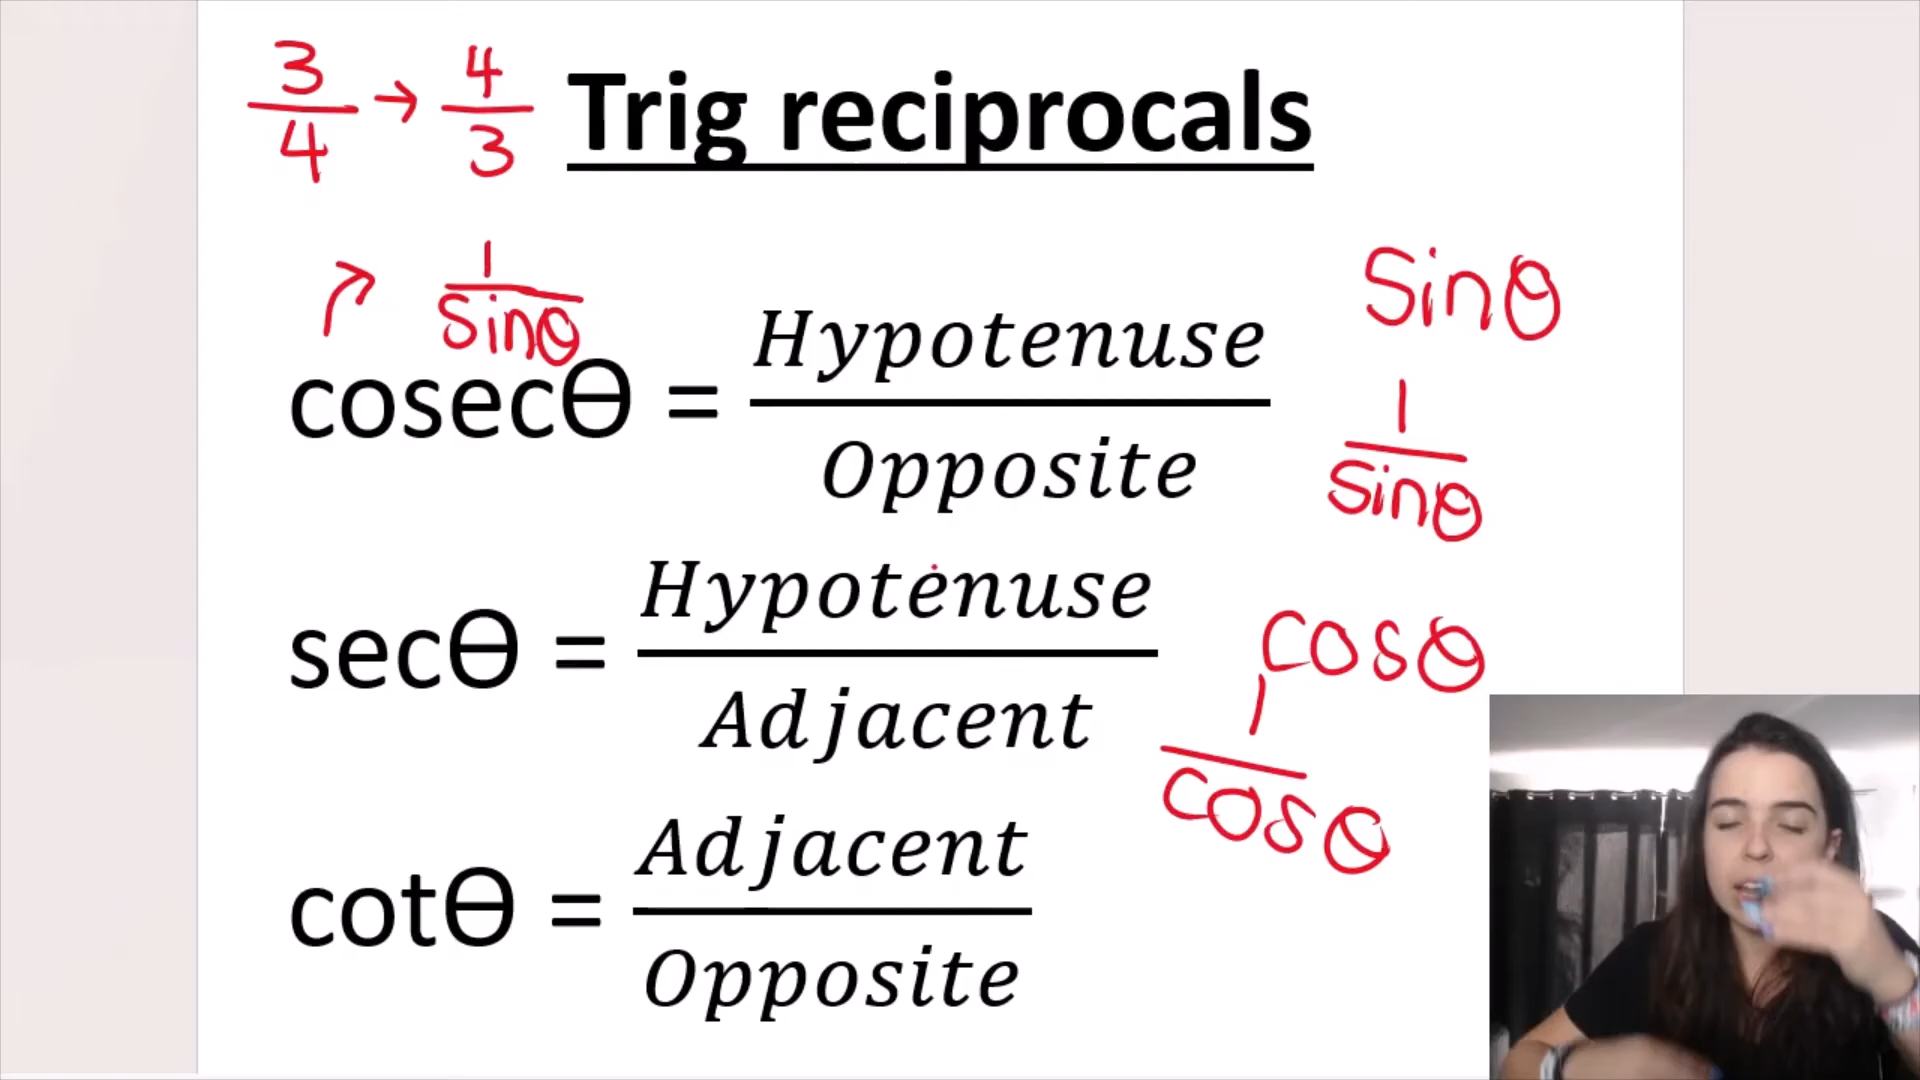 3/4 → 4/3
Trig reciprocals
1/sinθ
cosecθ = Hypotenuse/Opposite
sinθ
1/sinθ
secθ = Hypotenuse/Adjacent
cosθ
1/cosθ
cotθ = Adjacent/Opposite